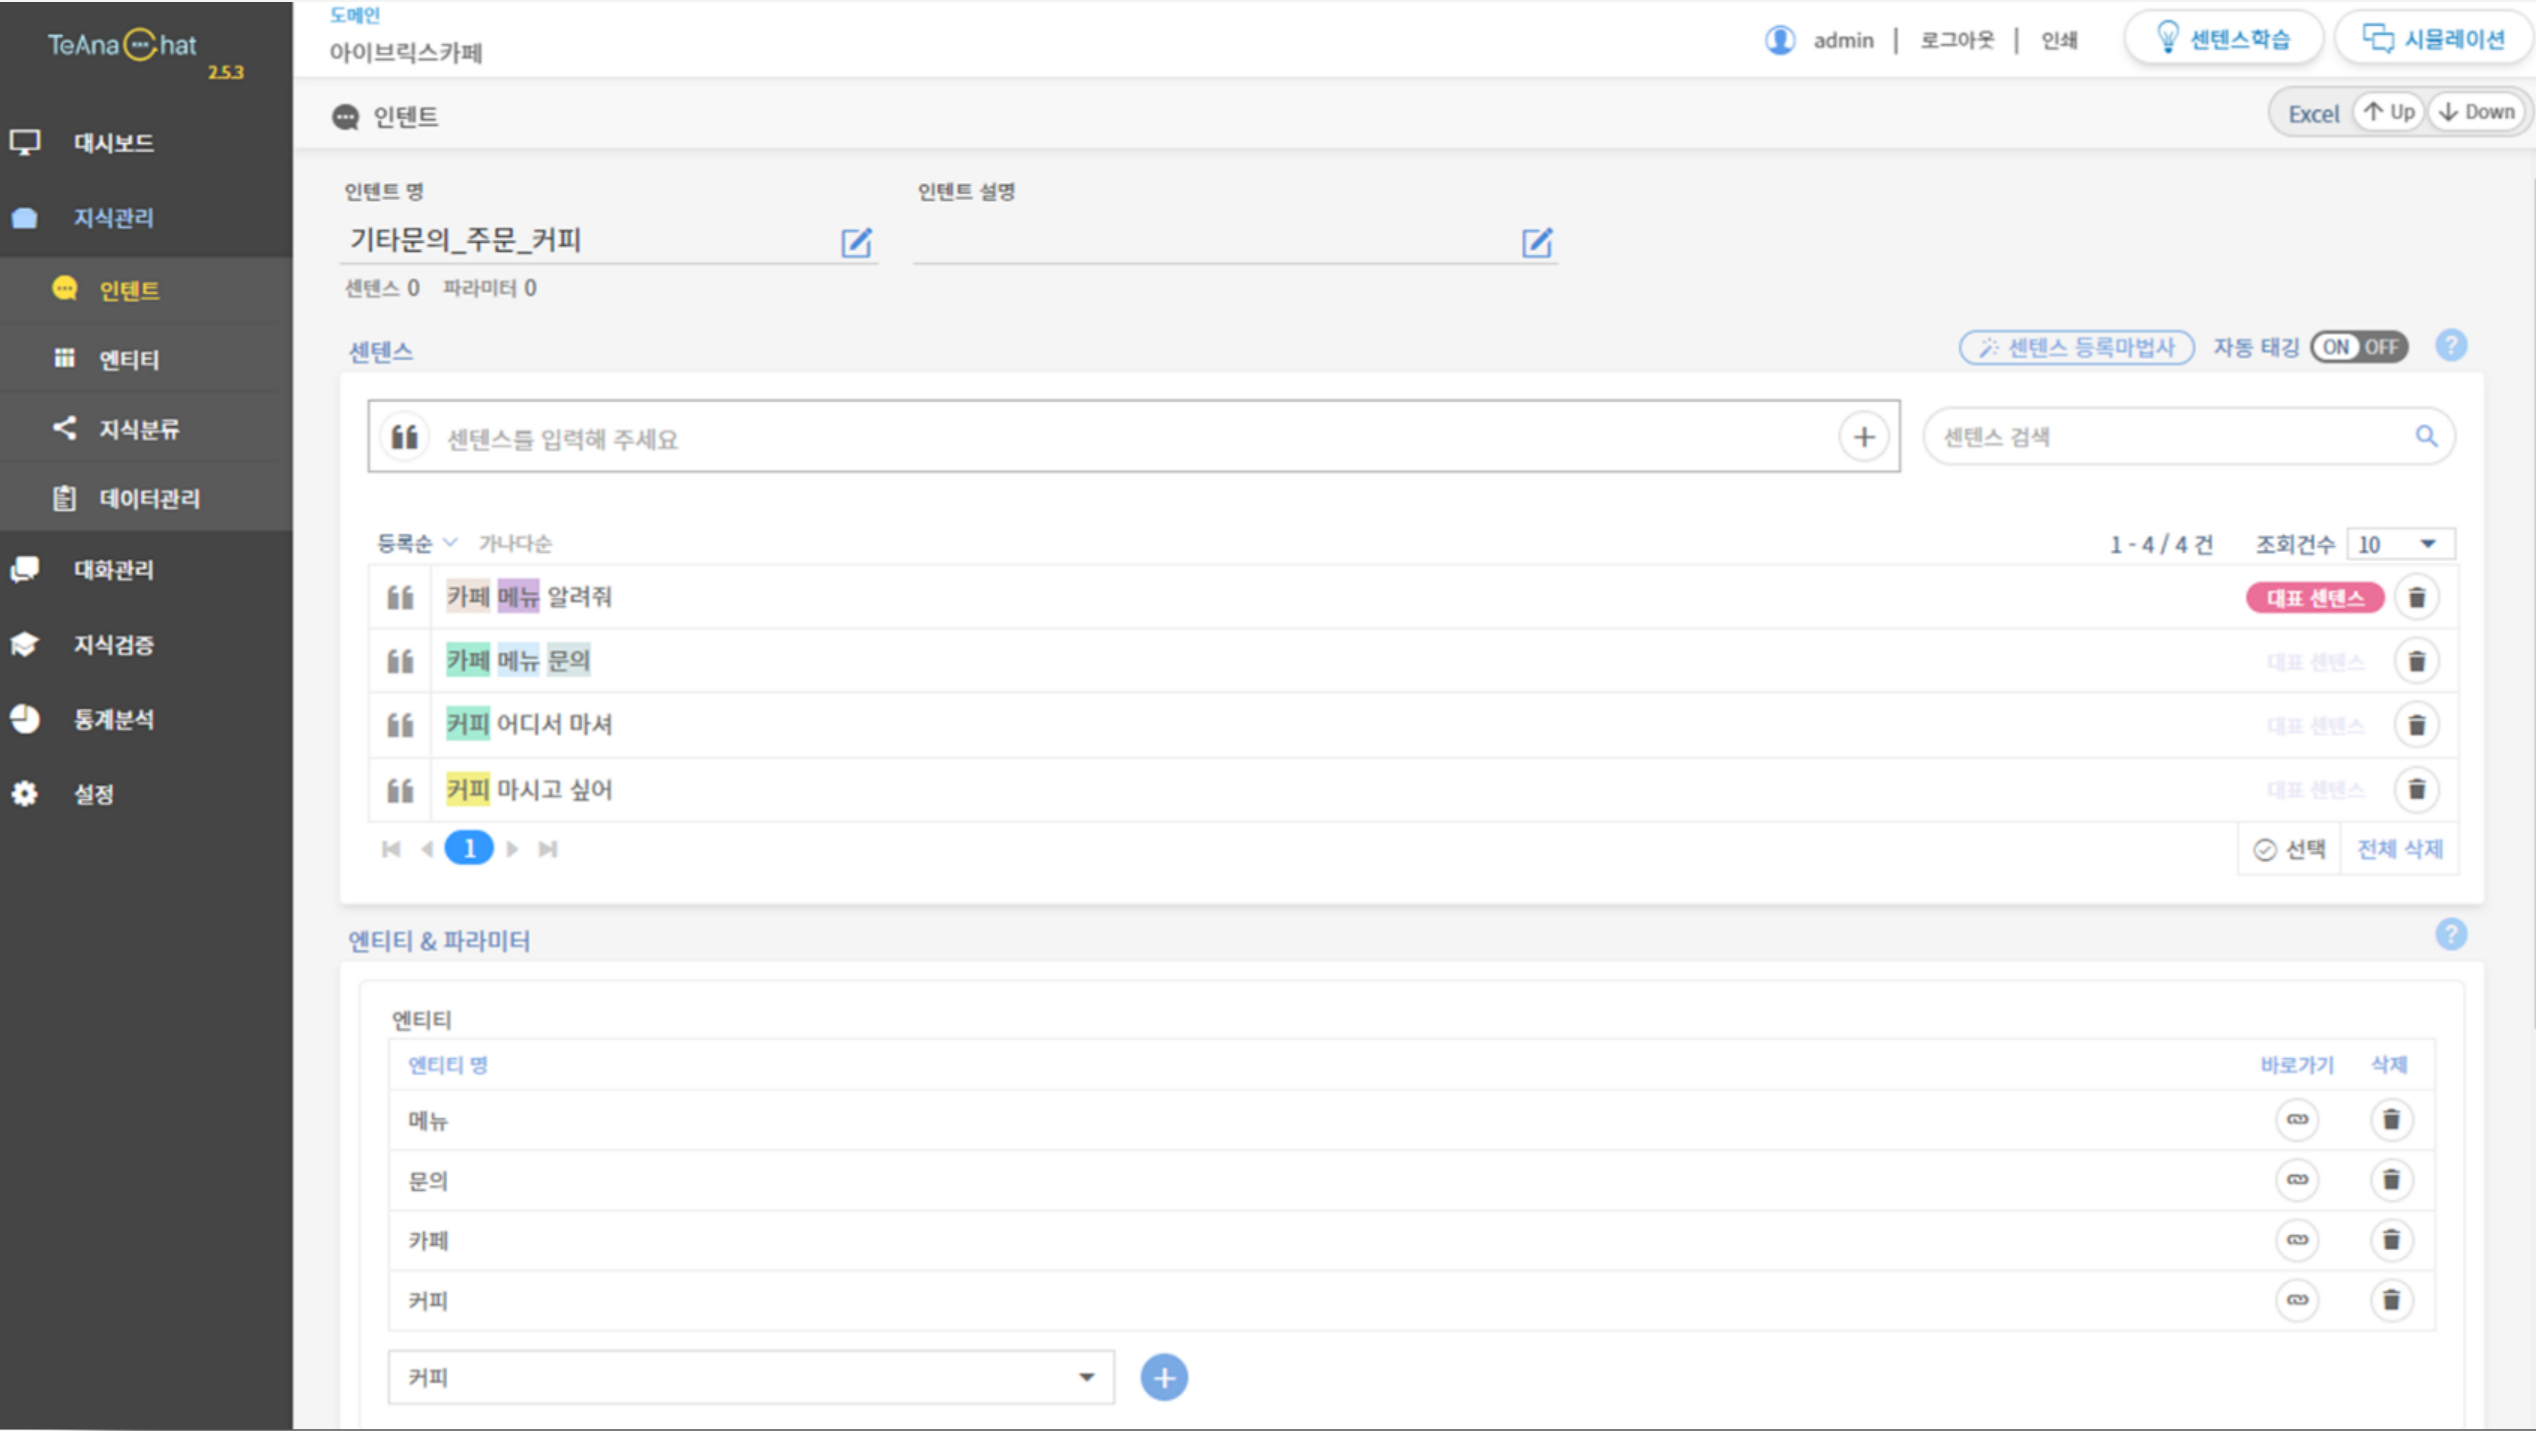 TeAna Chat
2.5.3
대시보드
지식관리
인텐트
엔티티
지식분류
데이터관리
대화관리
지식검증
통계분석
설정
도메인
아이브릭스카페
admin | 로그아웃 | 인쇄
센텐스학습
시뮬레이션
인텐트
Excel Up Down
인텐트 명
기타문의_주문_커피
센텐스 0 파라미터 0
인텐트 설명
센텐스
센텐스 등록마법사 자동 태깅 ON OFF ?
센텐스를 입력해 주세요 +
센텐스 검색
등록순 가나다순
1 - 4 / 4 건 조회건수 10
카페 메뉴 알려줘 대표 센텐스
카페 메뉴 문의 대표 센텐스
커피 어디서 마셔 대표 센텐스
커피 마시고 싶어 대표 센텐스
1
선택 전체 삭제
엔티티 & 파라미터 ?
엔티티
엔티티 명 바로가기 삭제
메뉴
문의
카페
커피
커피 +